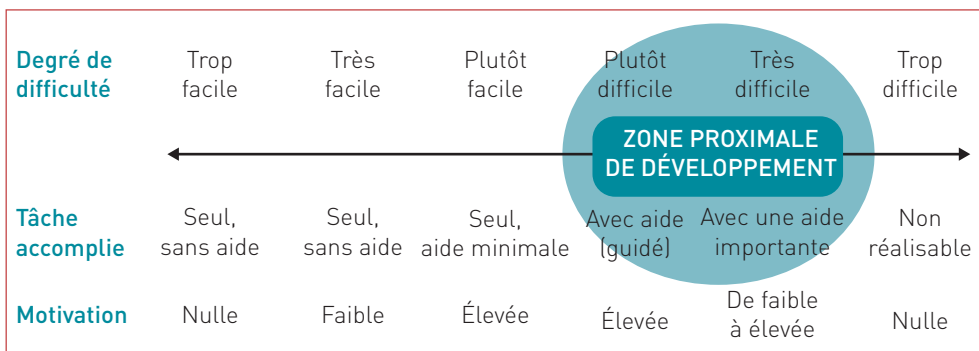 Degré de difficulté
Trop facile
Très facile
Plutôt facile
Plutôt difficile
Très difficile
Trop difficile
ZONE PROXIMALE
DE DÉVELOPPEMENT
Tâche accomplie
Seul, sans aide
Seul, sans aide
Seul, aide minimale
Avec aide (guidé)
Avec une aide importante
Non réalisable
Motivation
Nulle
Faible
Élevée
Élevée
De faible à élevée
Nulle